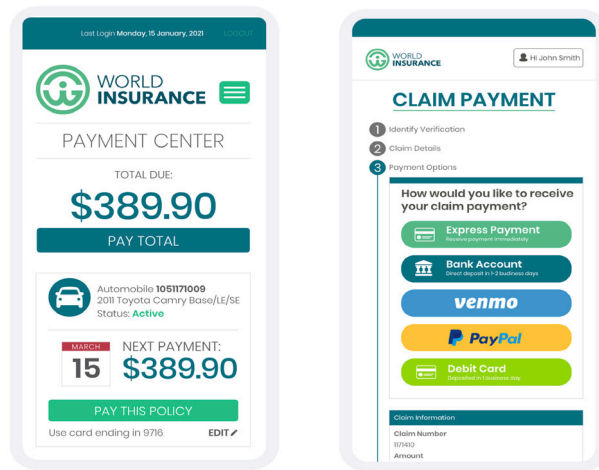 Last Login Monday, 15 January, 2021 LOGOUT
WORLD
INSURANCE
PAYMENT CENTER
TOTAL DUE:
$389.90
PAY TOTAL
Automobile 1051171009
2011 Toyota Camry Base/LE/SE
Status: Active
MARCH
15
NEXT PAYMENT:
$389.90
PAY THIS POLICY
Use card ending in 9716 EDIT
WORLD
INSURANCE
Hi John Smith
CLAIM PAYMENT
1 Identify Verification
2 Claim Details
3 Payment Options
How would you like to receive
your claim payment?
Express Payment
Receive payment immediately
Bank Account
Direct deposit in 1-2 business days
venmo
PayPal
Debit Card
Deposited in 1 business day
Claim Information
Claim Number
1171410
Amount